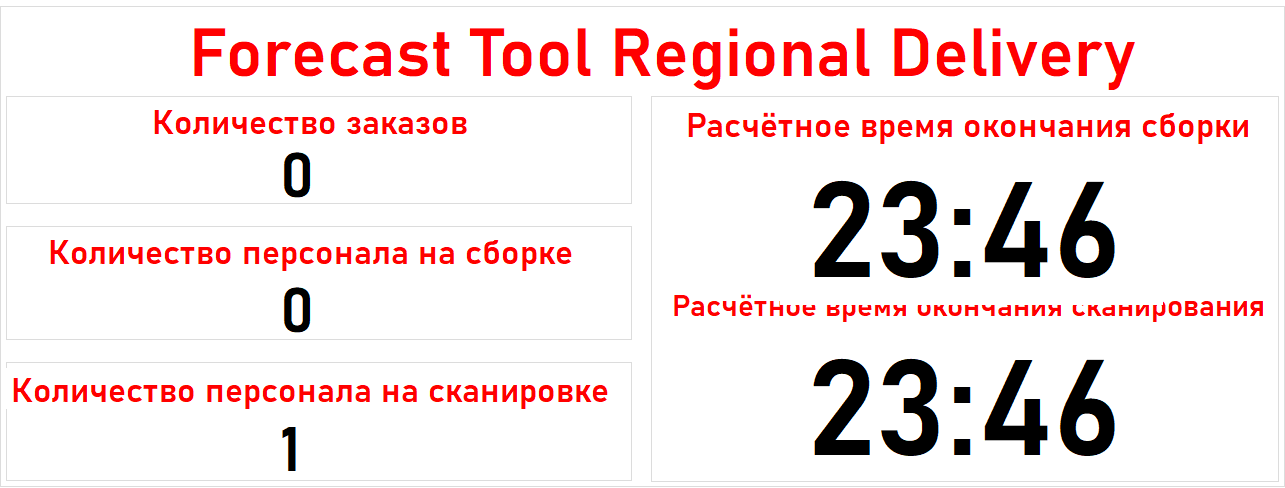 Forecast Tool Regional Delivery
Количество заказов
0
Количество персонала на сборке
0
Количество персонала на сканировке
1
Расчётное время окончания сборки
23:46
Расчётное время окончания сканирования
23:46